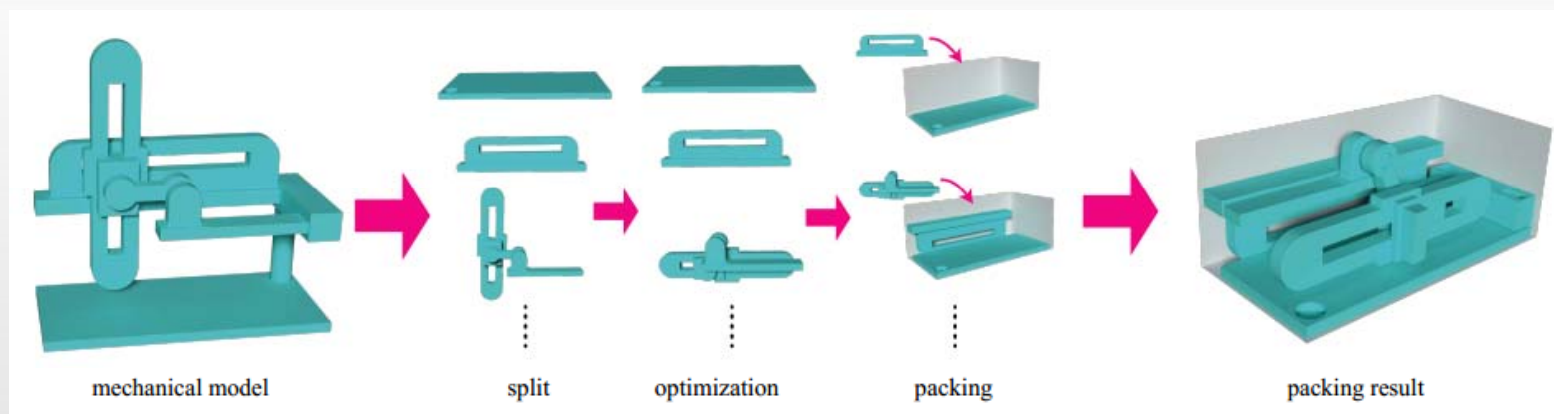 mechanical model
split
optimization
packing
packing result